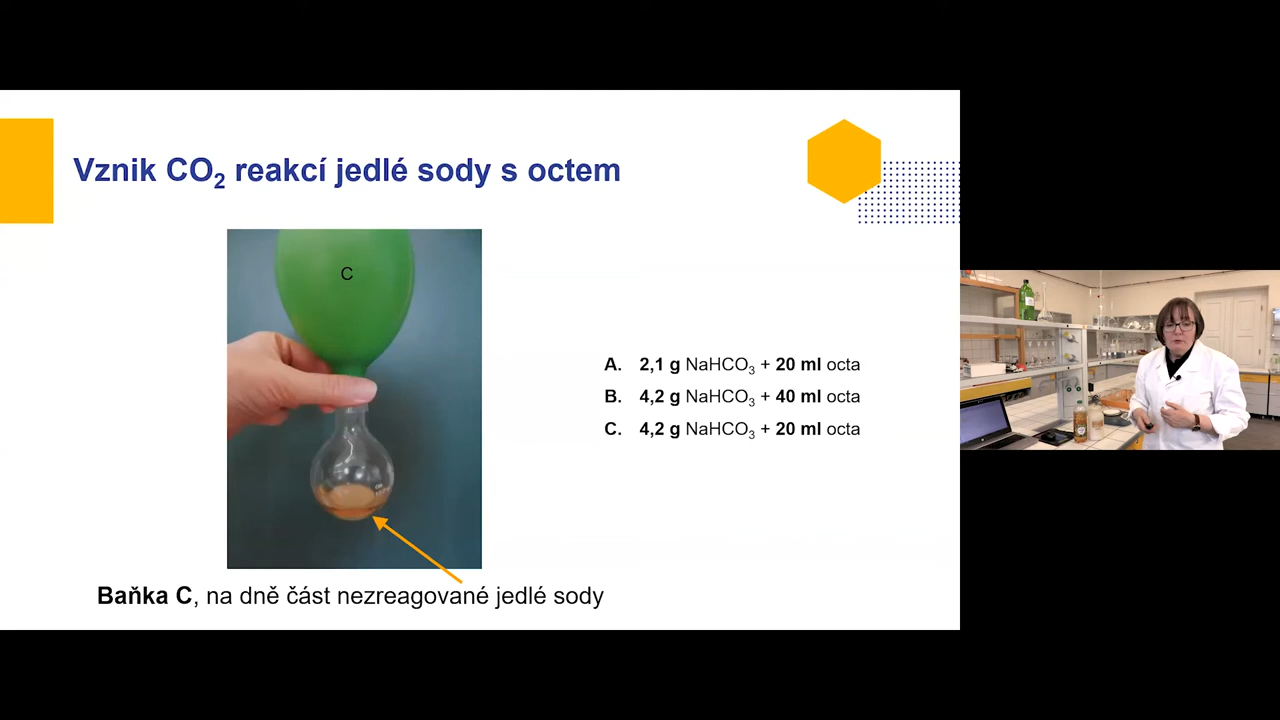 Vznik CO₂ reakcí jedlé sody s octem
C
A. 2,1 g NaHCO₃ + 20 ml octa
B. 4,2 g NaHCO₃ + 40 ml octa
C. 4,2 g NaHCO₃ + 20 ml octa
Baňka C, na dně část nezreagované jedlé sody